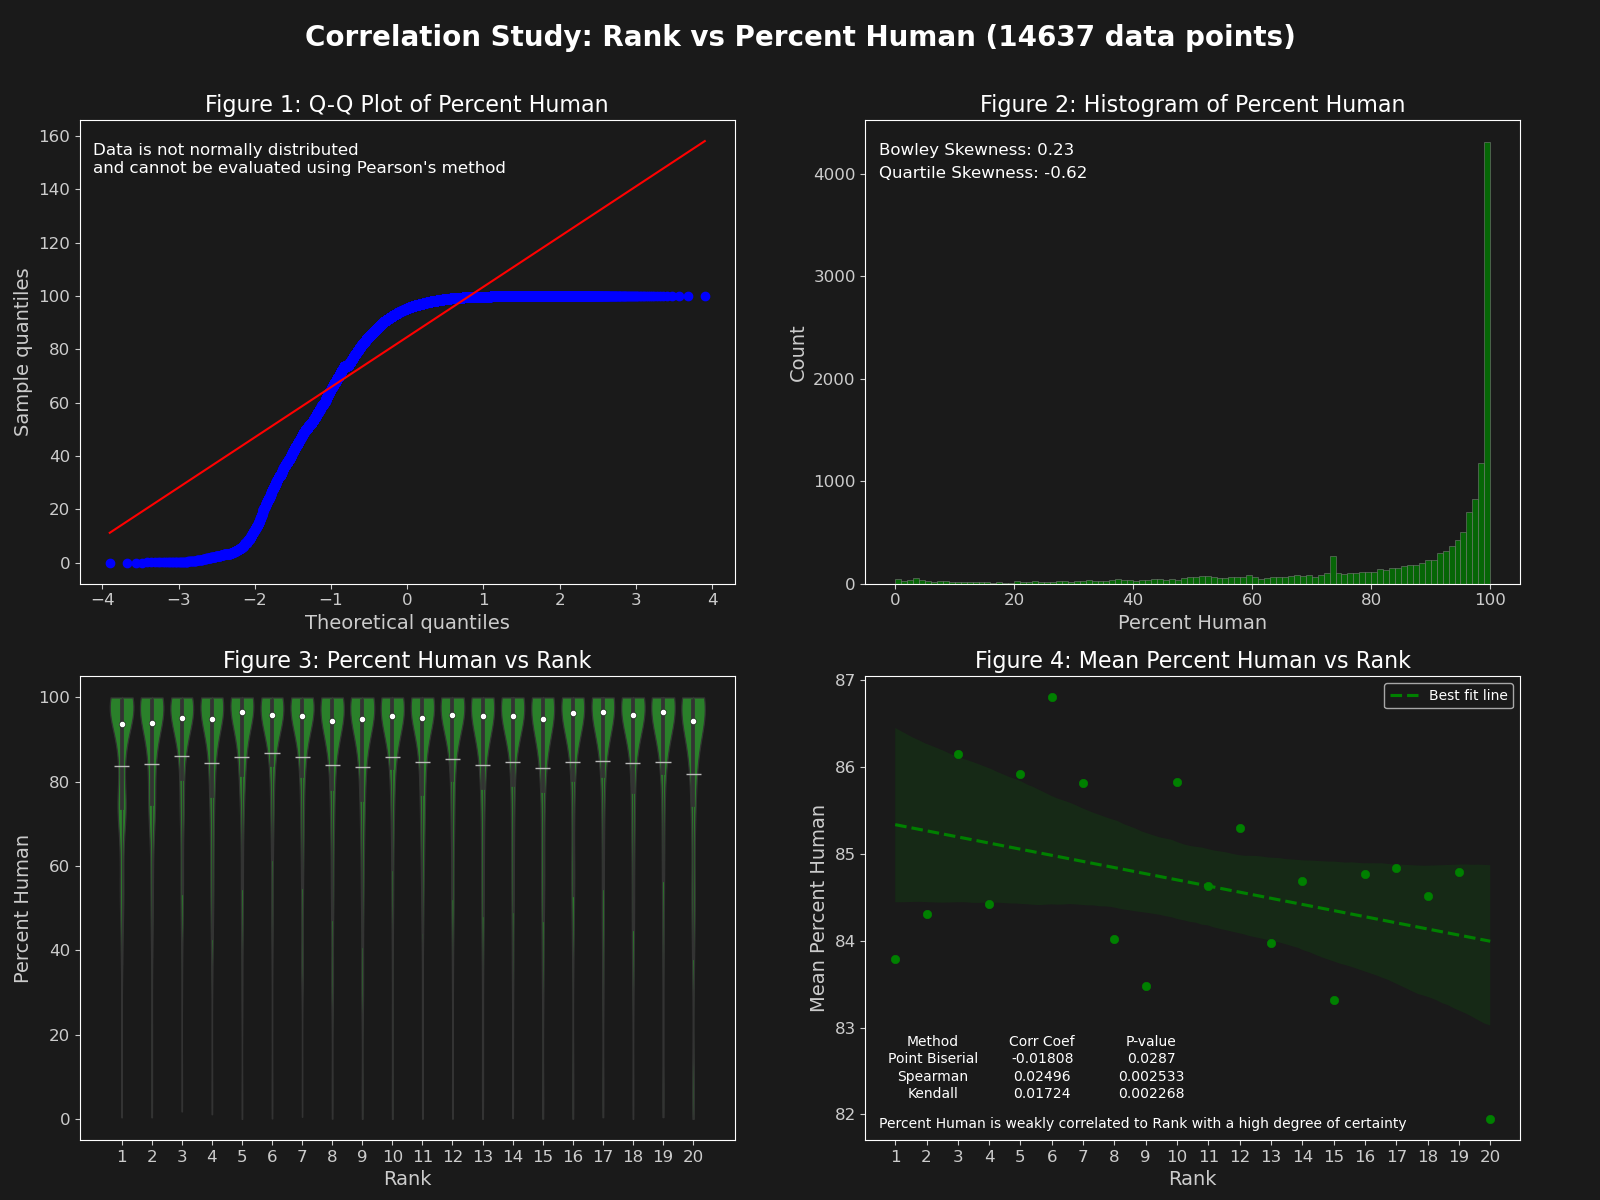 Correlation Study: Rank vs Percent Human (14637 data points)
Figure 1: Q-Q Plot of Percent Human
Data is not normally distributed
and cannot be evaluated using Pearson's method
160
140
120
100
80
60
40
20
0
Sample quantiles
−4 −3 −2 −1 0 1 2 3 4
Theoretical quantiles
Figure 2: Histogram of Percent Human
Bowley Skewness: 0.23
Quartile Skewness: -0.62
4000
3000
2000
1000
0
Count
0 20 40 60 80 100
Percent Human
Figure 3: Percent Human vs Rank
100
80
60
40
20
0
Percent Human
1 2 3 4 5 6 7 8 9 10 11 12 13 14 15 16 17 18 19 20
Rank
Figure 4: Mean Percent Human vs Rank
Best fit line
87
86
85
84
83
82
Mean Percent Human
Method Corr Coef P-value
Point Biserial -0.01808 0.0287
Spearman 0.02496 0.002533
Kendall 0.01724 0.002268
Percent Human is weakly correlated to Rank with a high degree of certainty
1 2 3 4 5 6 7 8 9 10 11 12 13 14 15 16 17 18 19 20
Rank